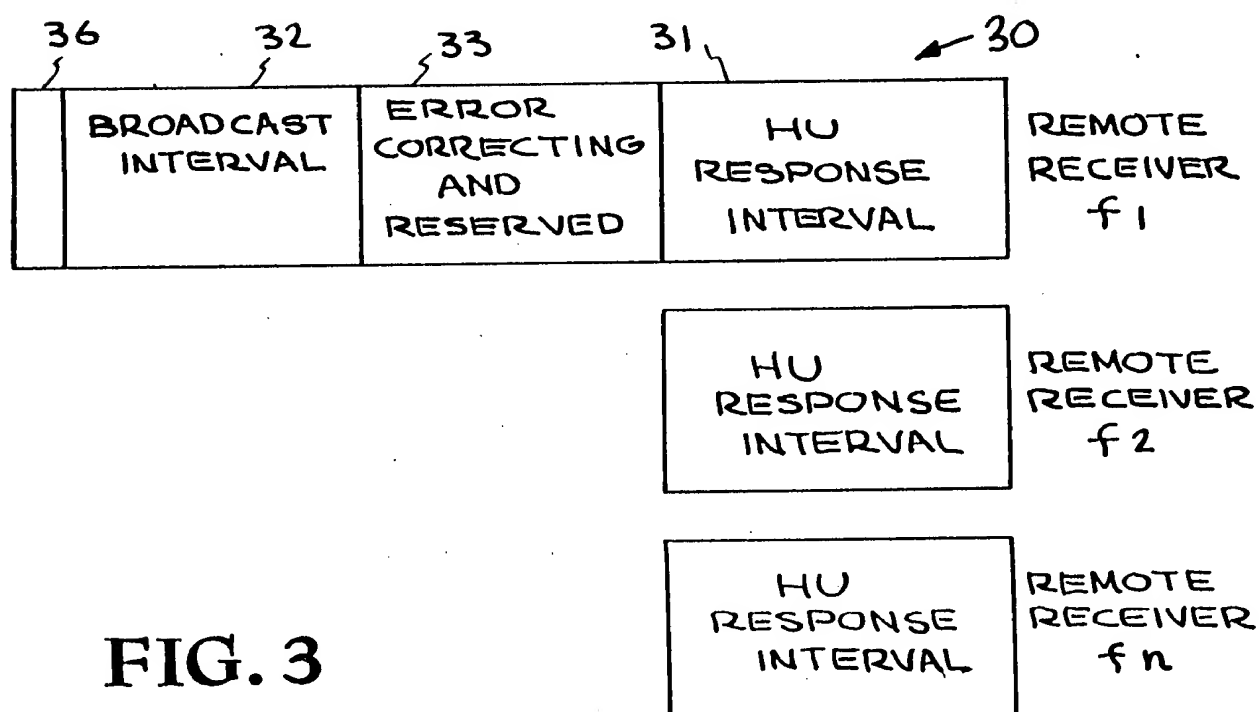 36 32 33 31 30
BROADCAST
INTERVAL
ERROR
CORRECTING
AND
RESERVED
HU
RESPONSE
INTERVAL
REMOTE
RECEIVER
f1
HU
RESPONSE
INTERVAL
REMOTE
RECEIVER
f2
HU
RESPONSE
INTERVAL
REMOTE
RECEIVER
fn
FIG. 3